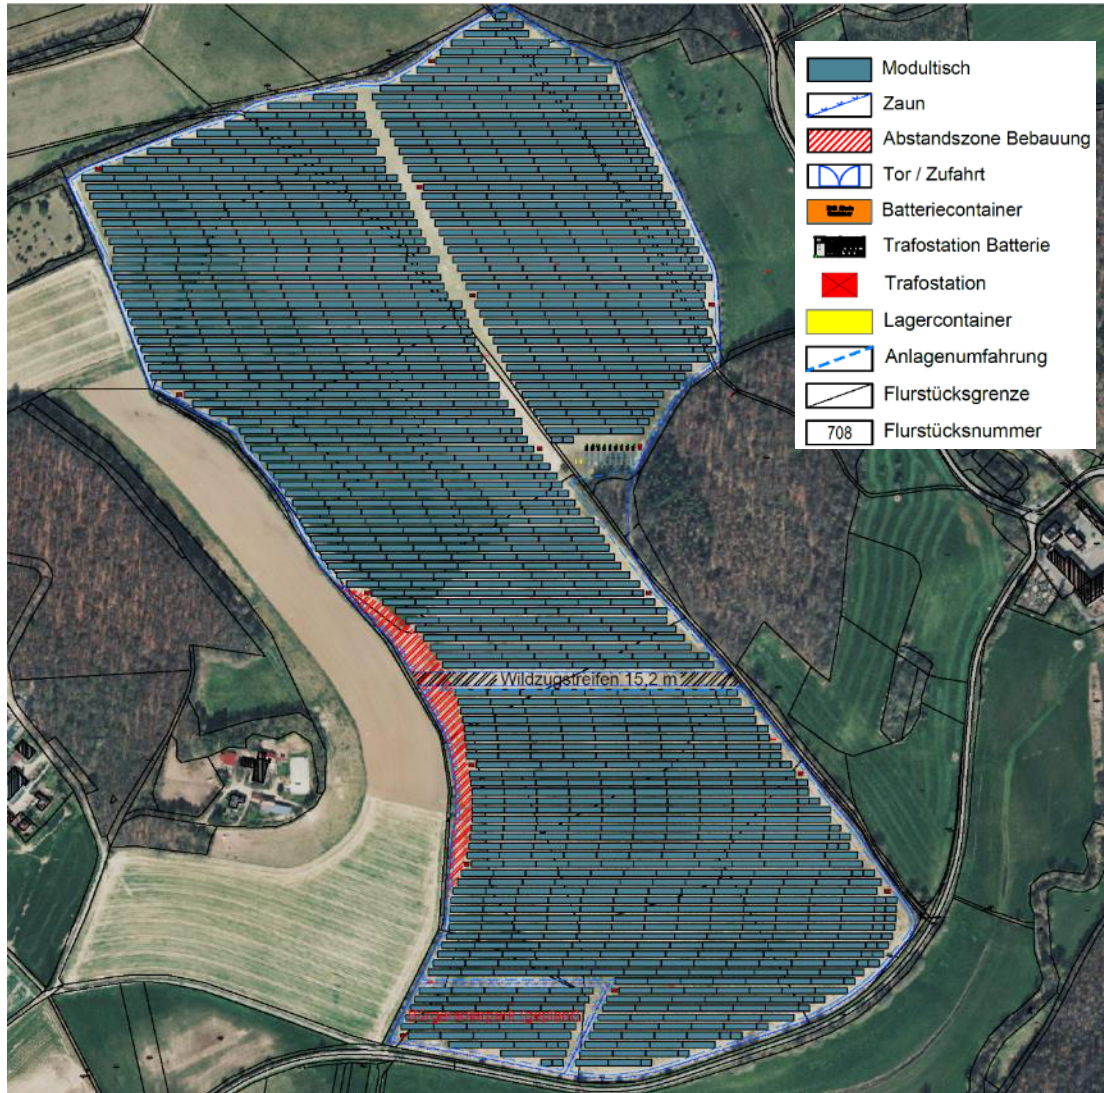 Modultisch
Zaun
Abstandszone Bebauung
Tor / Zufahrt
Batteriecontainer
Trafostation Batterie
Trafostation
Lagercontainer
Anlagenumfahrung
Flurstücksgrenze
708 Flurstücksnummer
Wildzugstreifen 15,2 m